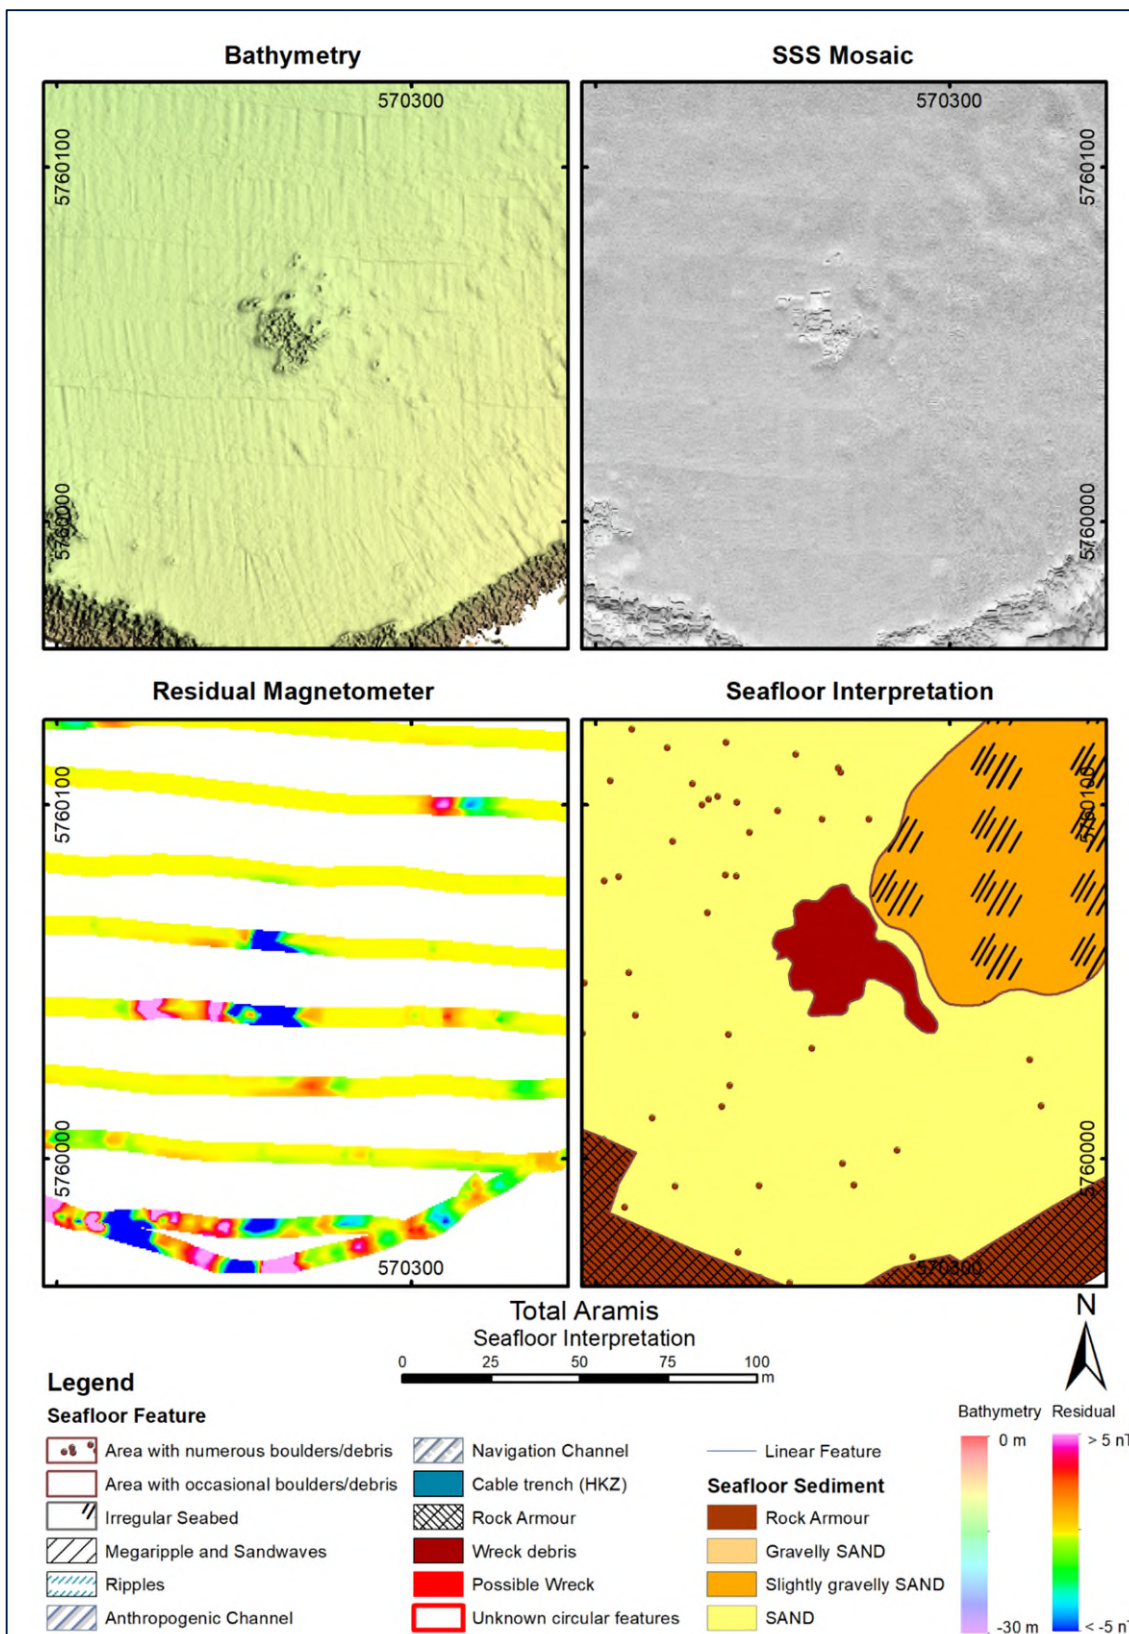 Bathymetry
SSS Mosaic
570300
570300
5760100
5760100
5760000
5760000
Residual Magnetometer
Seafloor Interpretation
5760100
5760100
5760000
5760000
570300
570300
Total Aramis
Seafloor Interpretation
N
0 25 50 75 100
m
Legend
Seafloor Feature
Area with numerous boulders/debris
Area with occasional boulders/debris
Irregular Seabed
Megaripple and Sandwaves
Ripples
Anthropogenic Channel
Navigation Channel
Cable trench (HKZ)
Rock Armour
Wreck debris
Possible Wreck
Unknown circular features
Linear Feature
Seafloor Sediment
Rock Armour
Gravelly SAND
Slightly gravelly SAND
SAND
Bathymetry
0 m
-30 m
Residual
> 5 nT
< -5 nT